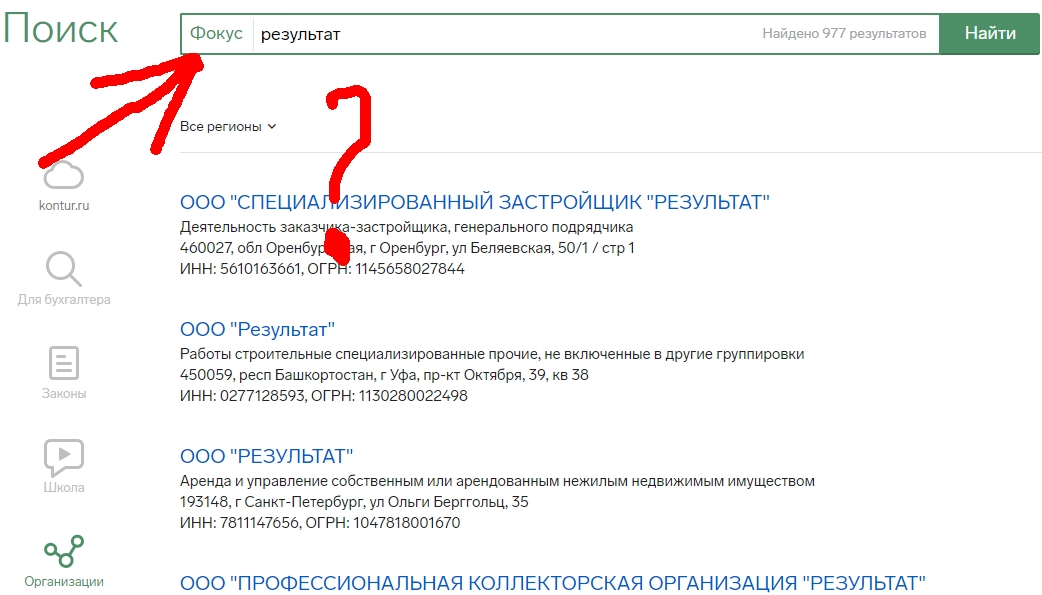 Поиск
Фокус результат Найдено 977 результатов Найти
?
Все регионы
kontur.ru
Для бухгалтера
Законы
Школа
Организации
ООО "СПЕЦИАЛИЗИРОВАННЫЙ ЗАСТРОЙЩИК "РЕЗУЛЬТАТ"
Деятельность заказчика-застройщика, генерального подрядчика
460027, обл Оренбургская, г Оренбург, ул Беляевская, 50/1 / стр 1
ИНН: 5610163661, ОГРН: 1145658027844
ООО "Результат"
Работы строительные специализированные прочие, не включенные в другие группировки
450059, респ Башкортостан, г Уфа, пр-кт Октября, 39, кв 38
ИНН: 0277128593, ОГРН: 1130280022498
ООО "РЕЗУЛЬТАТ"
Аренда и управление собственным или арендованным нежилым недвижимым имуществом
193148, г Санкт-Петербург, ул Ольги Берггольц, 35
ИНН: 7811147656, ОГРН: 1047818001670
ООО "ПРОФЕССИОНАЛЬНАЯ КОЛЛЕКТОРСКАЯ ОРГАНИЗАЦИЯ "РЕЗУЛЬТАТ"